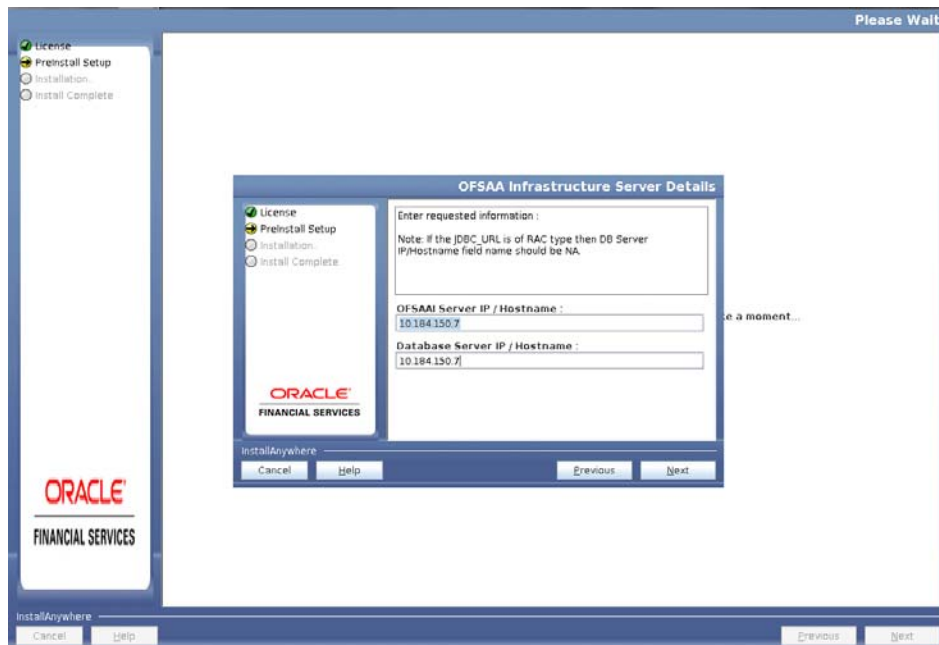 Please Wait
License
PreInstall Setup
Installation...
Install Complete
OFSAA Infrastructure Server Details
License
PreInstall Setup
Installation...
Install Complete
Enter requested information :
Note: If the JDBC_URL is of RAC type then DB Server
IP/Hostname field name should be NA.
OFSAAI Server IP / Hostname :
10.184.150.7
Database Server IP / Hostname :
10.184.150.7
a moment...
ORACLE
FINANCIAL SERVICES
InstallAnywhere
Cancel
Help
Previous
Next
ORACLE
FINANCIAL SERVICES
InstallAnywhere
Cancel
Help
Previous
Next